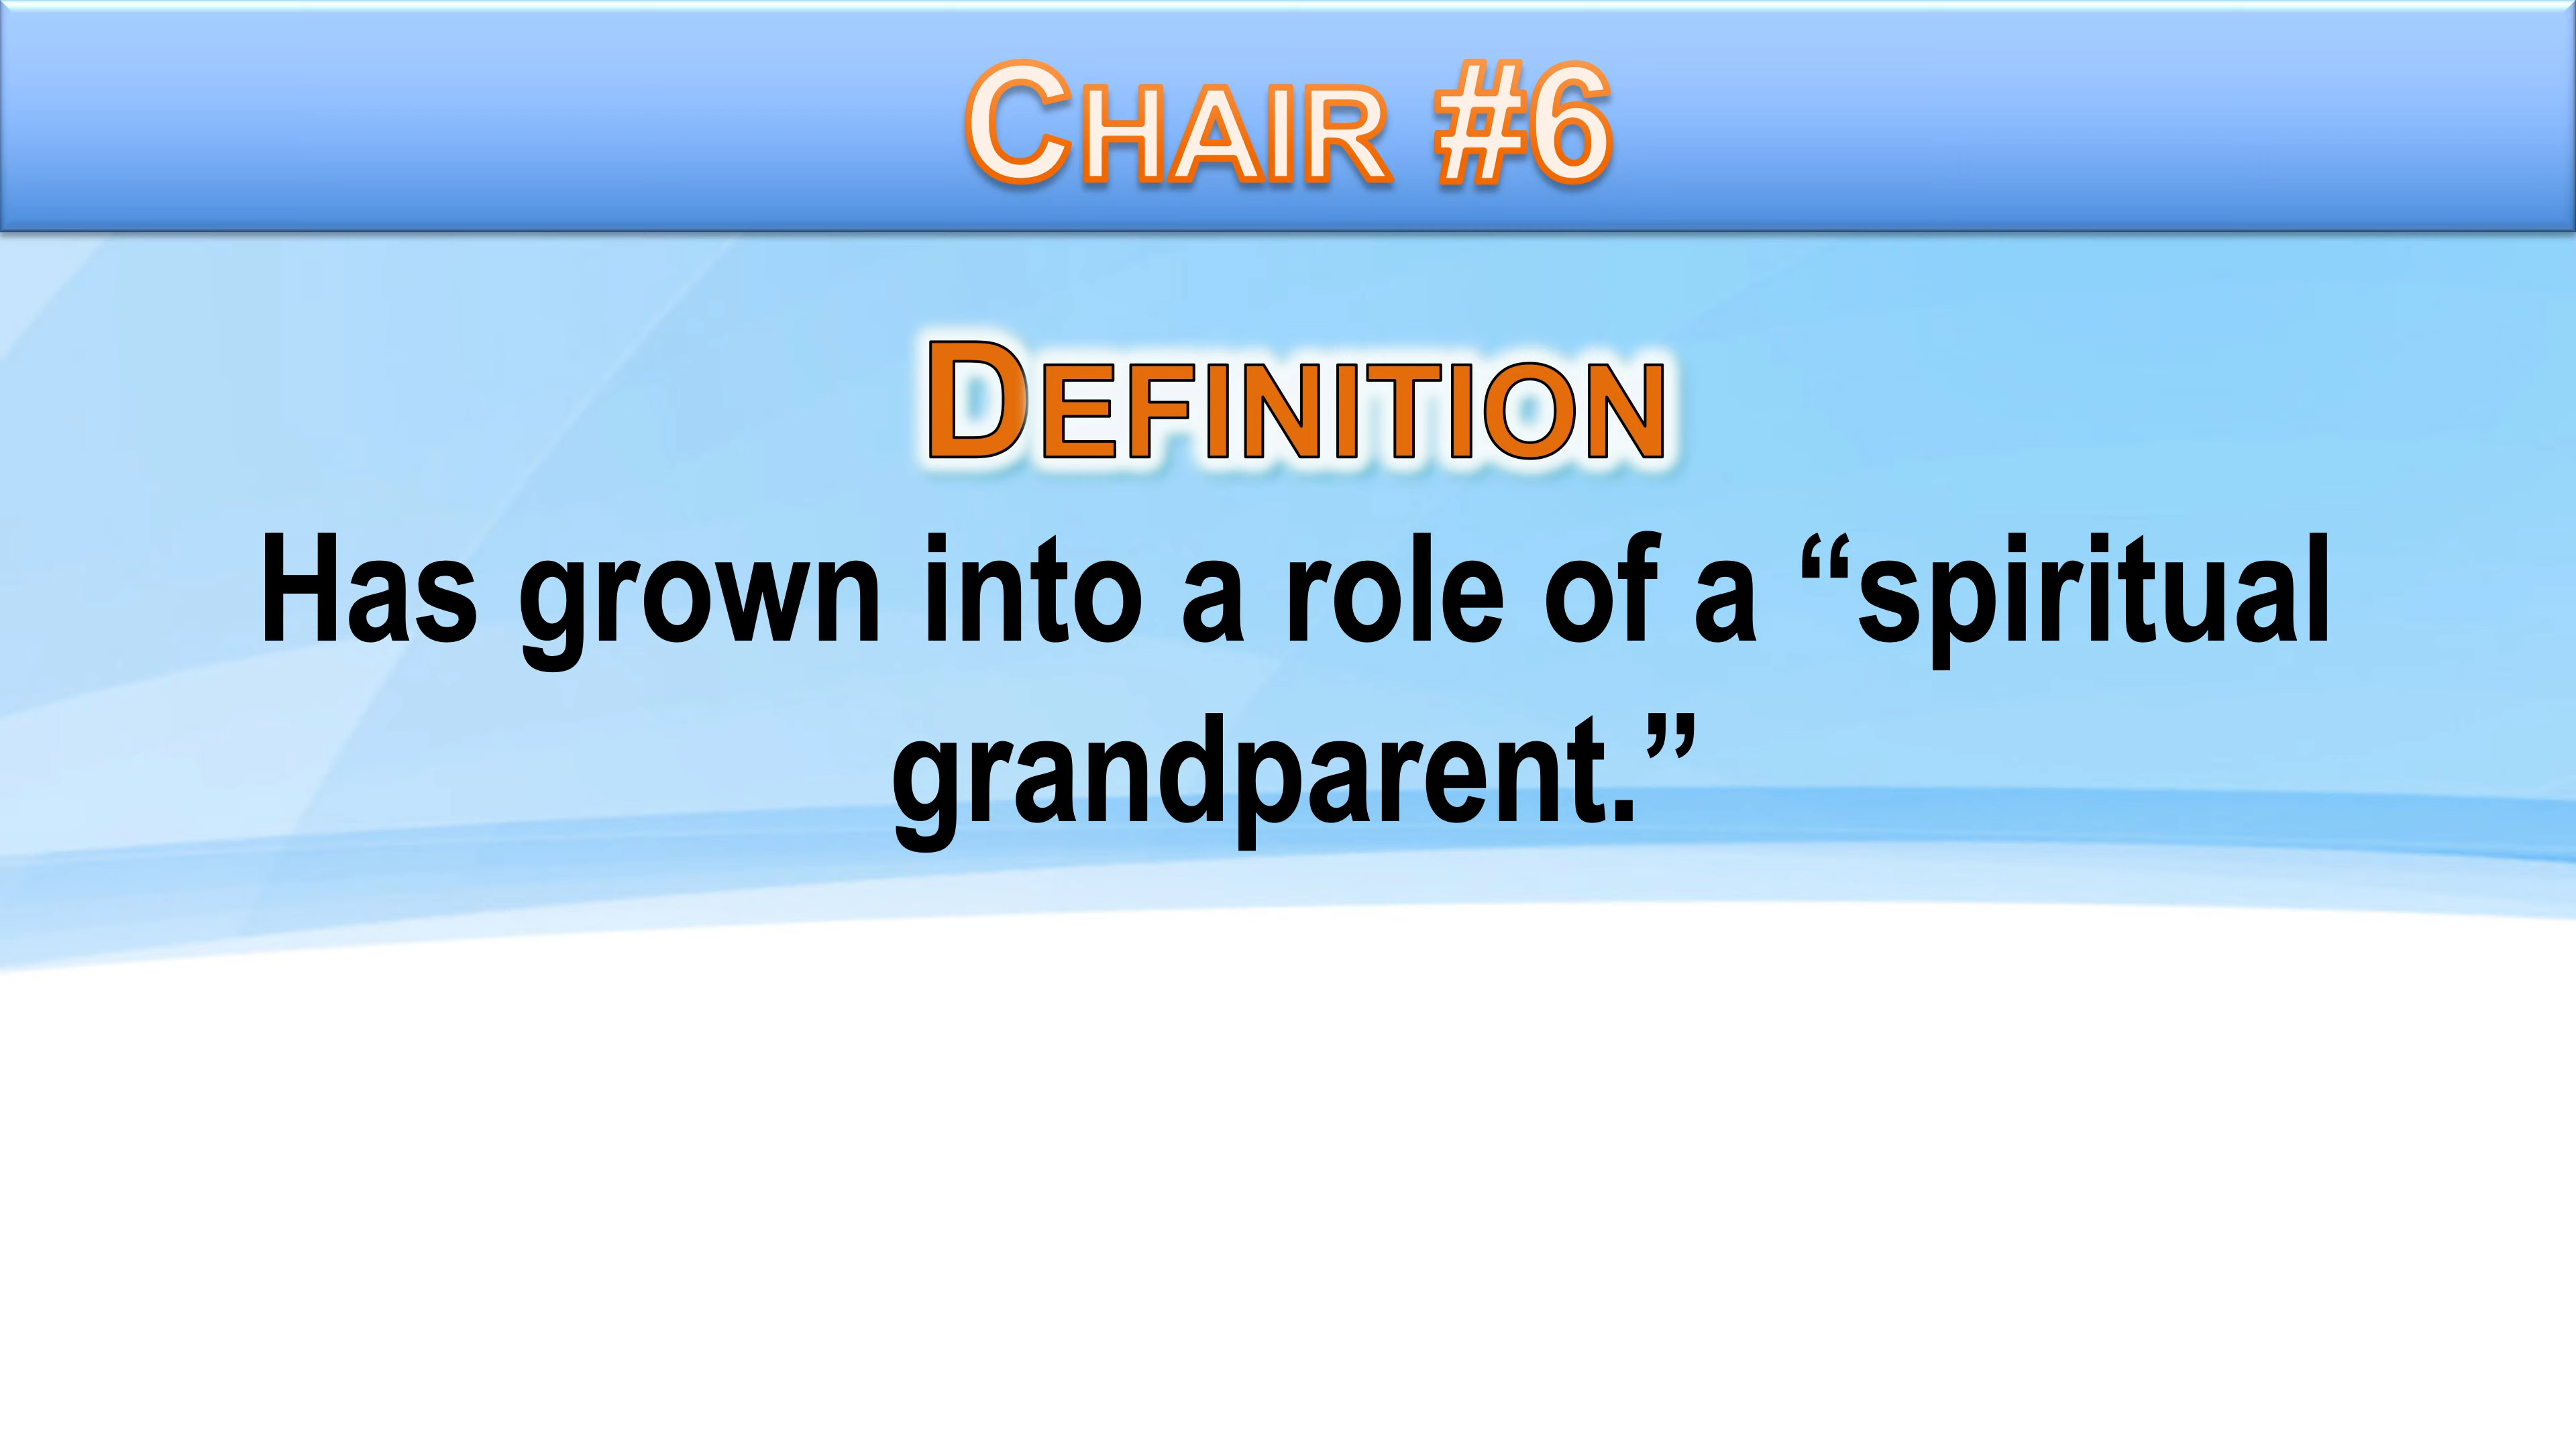 Chair #6
Definition
Has grown into a role of a “spiritual
grandparent.”